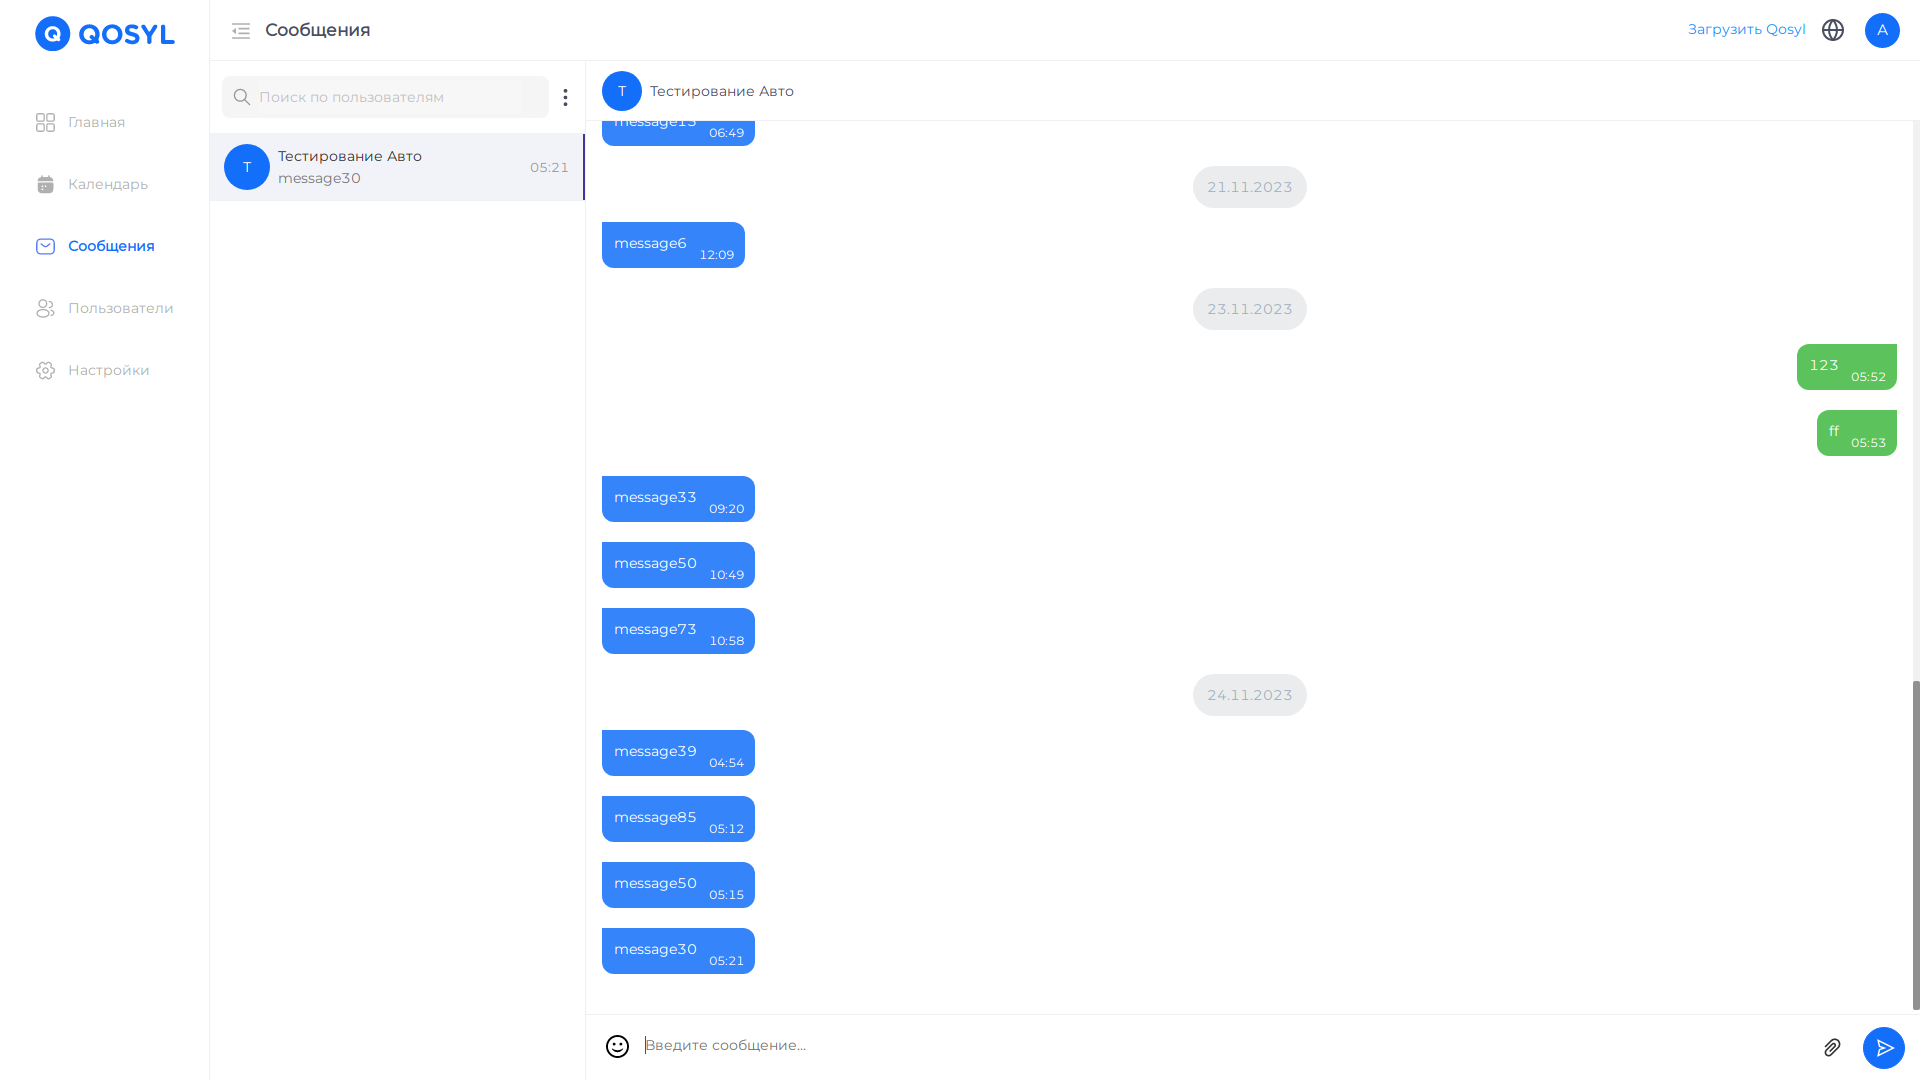 QOSYL
Главная
Календарь
Сообщения
Пользователи
Настройки
Сообщения
Загрузить Qosyl
A
Поиск по пользователям
T
Тестирование Авто
message30
05:21
T
Тестирование Авто
message15
06:49
21.11.2023
message6
12:09
23.11.2023
123
05:52
ff
05:53
message33
09:20
message50
10:49
message73
10:58
24.11.2023
message39
04:54
message85
05:12
message50
05:15
message30
05:21
Введите сообщение...